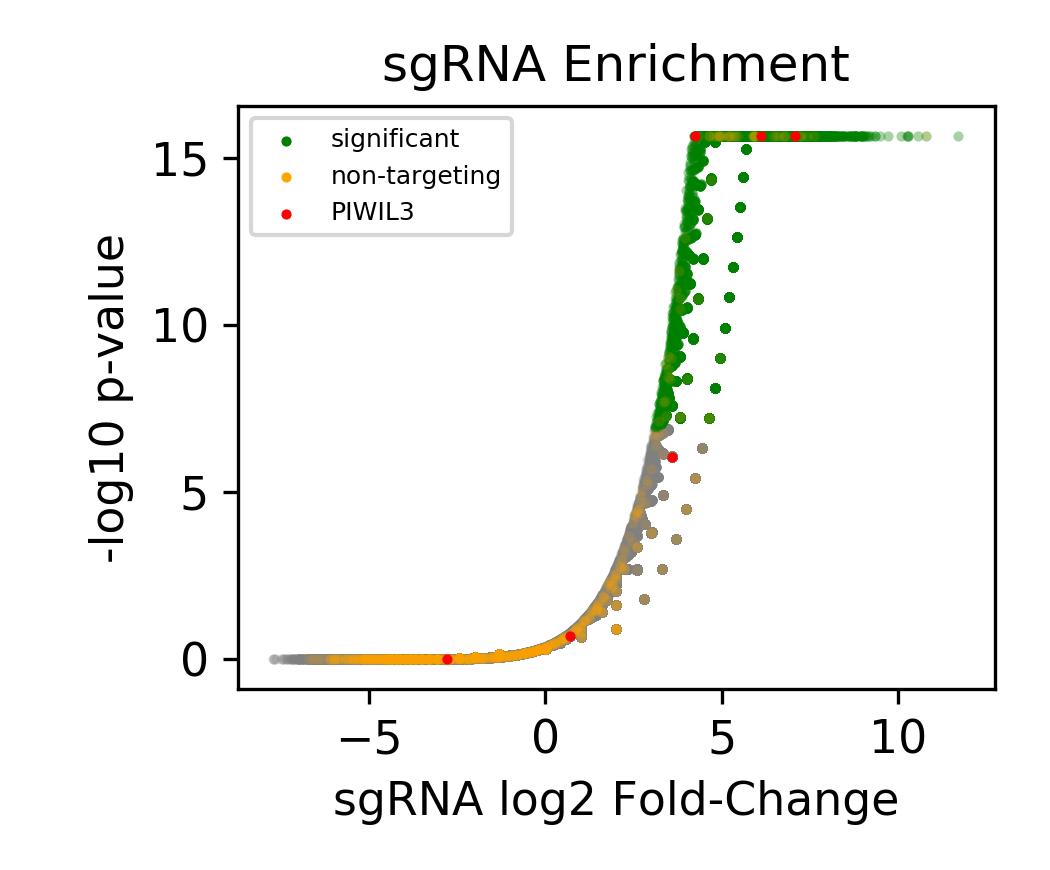 sgRNA Enrichment
significant
non-targeting
PIWIL3
-log10 p-value
15
10
5
0
−5 0 5 10
sgRNA log2 Fold-Change